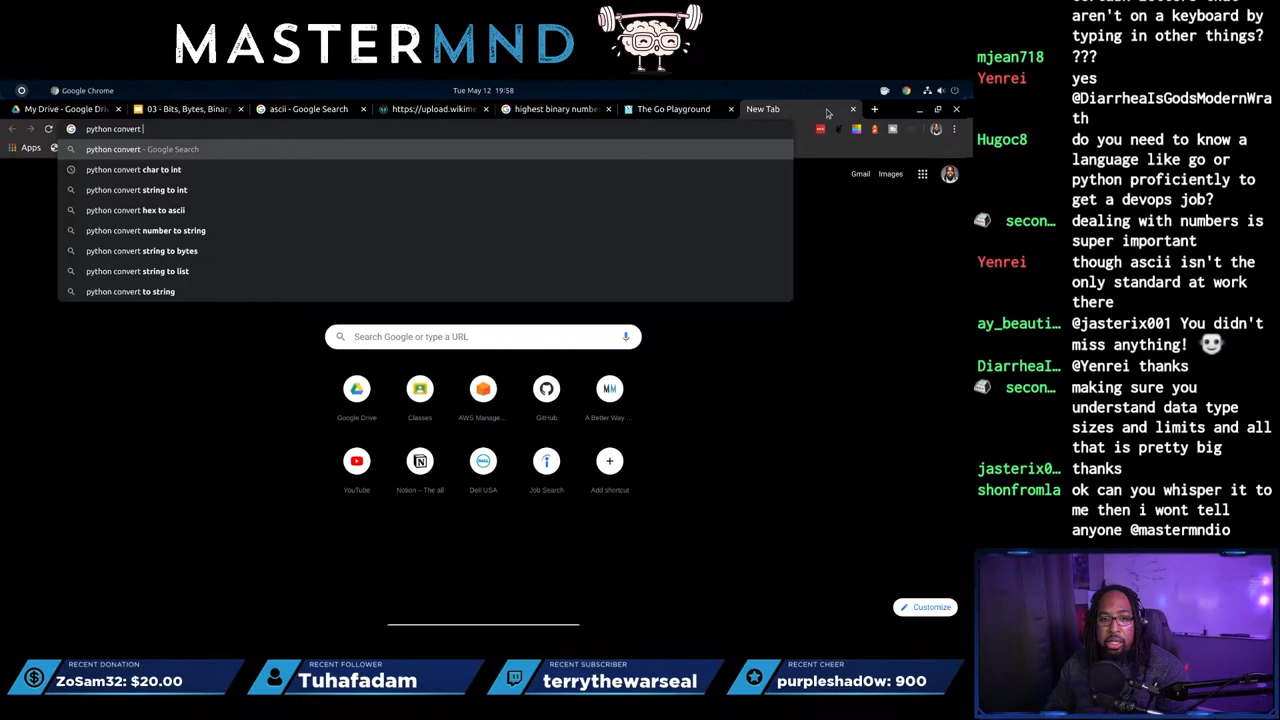 MASTERMND
Google Chrome
Tue May 12 19:58
My Drive - Google Dri
03 - Bits, Bytes, Binary
ascii - Google Search
https://upload.wikime
highest binary numbe
The Go Playground
New Tab
python convert
Apps
python convert - Google Search
python convert char to int
python convert string to int
python convert hex to ascii
python convert number to string
python convert string to bytes
python convert string to list
python convert to string
Gmail
Images
Search Google or type a URL
Google Drive
Classes
AWS Manage...
GitHub
A Better Way ...
YouTube
Notion – The all
Dell USA
Job Search
Add shortcut
Customize
aren't on a keyboard by
typing in other things?
mjean718 ???
Yenrei yes
@DiarrheaIsGodsModernWra
th
Hugoc8 do you need to know a
language like go or
python proficiently to
get a devops job?
secon… dealing with numbers is
super important
Yenrei though ascii isn't the
only standard at work
there
ay_beauti… @jasterix001 You didn't
miss anything!
DiarrheaI… @Yenrei thanks
secon… making sure you
understand data type
sizes and limits and all
that is pretty big
jasterix0… thanks
shonfromla ok can you whisper it to
me then i wont tell
anyone @mastermndio
RECENT DONATION
ZoSam32: $20.00
RECENT FOLLOWER
Tuhafadam
RECENT SUBSCRIBER
terrythewarseal
RECENT CHEER
purpleshad0w: 900